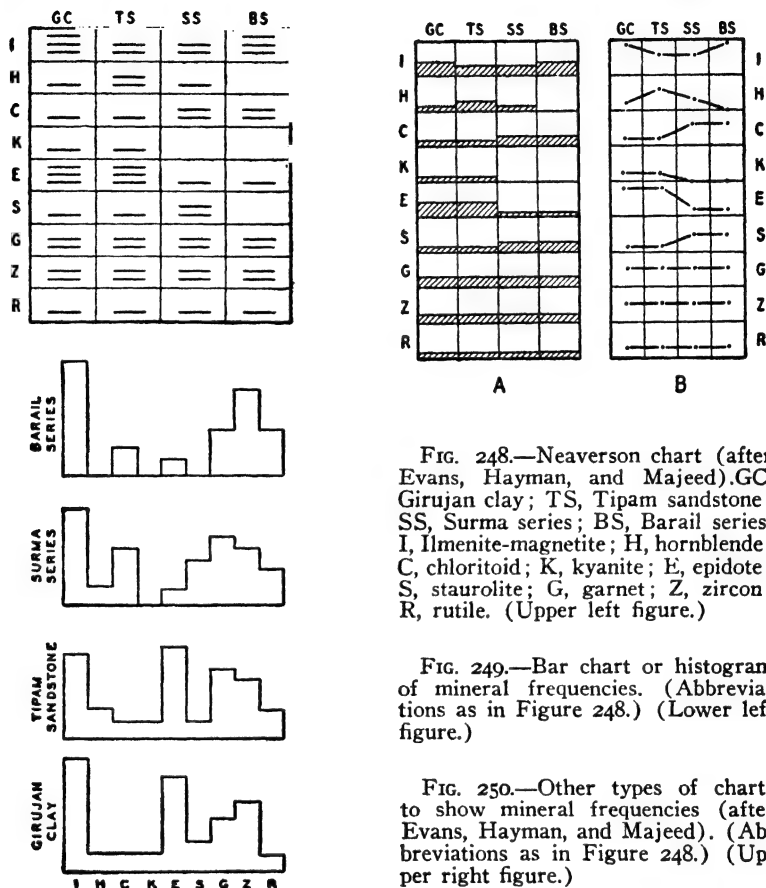 GC TS SS BS
I
H
C
K
E
S
G
Z
R
GC TS SS BS
I
H
C
K
E
S
G
Z
R
A
GC TS SS BS
I
H
C
K
E
S
G
Z
R
B
BARAIL
SERIES
SURMA
SERIES
TIPAM
SANDSTONE
GIRUJAN
CLAY
I H C K E S G Z R
FIG. 248.—Neaverson chart (after
Evans, Hayman, and Majeed).GC
Girujan clay; TS, Tipam sandstone
SS, Surma series; BS, Barail series
I, Ilmenite-magnetite; H, hornblende
C, chloritoid; K, kyanite; E, epidote
S, staurolite; G, garnet; Z, zircon
R, rutile. (Upper left figure.)
FIG. 249.—Bar chart or histogram
of mineral frequencies. (Abbrevia-
tions as in Figure 248.) (Lower left
figure.)
FIG. 250.—Other types of chart
to show mineral frequencies (after
Evans, Hayman, and Majeed). (Ab
breviations as in Figure 248.) (Up
per right figure.)